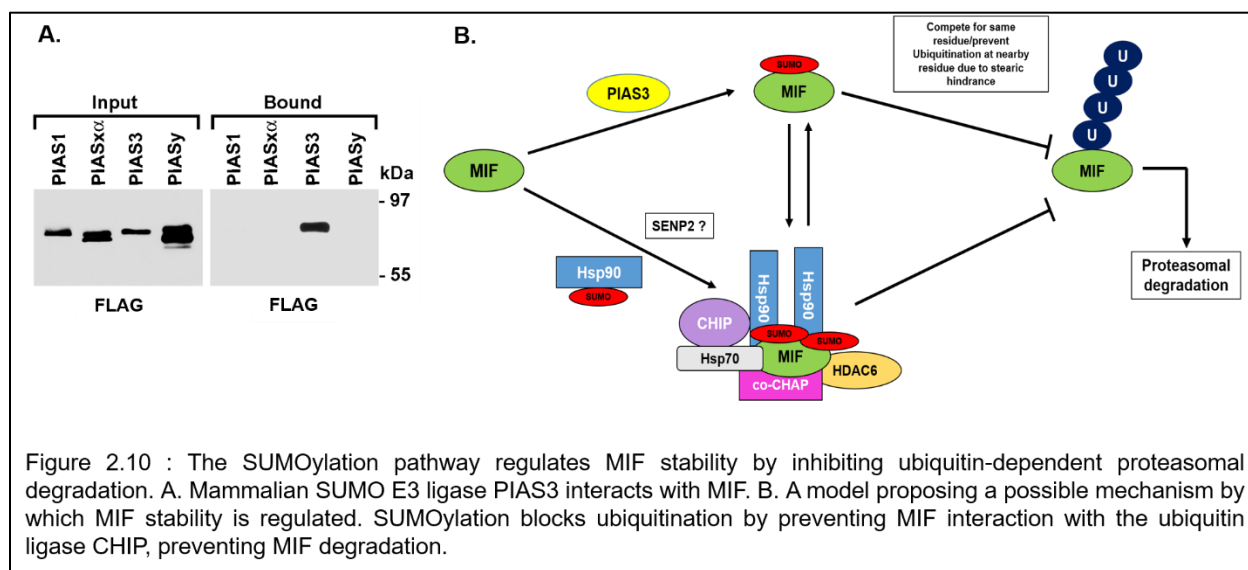 A.
Input
Bound
PIAS1
PIASxα
PIAS3
PIASy
PIAS1
PIASxα
PIAS3
PIASy
kDa
- 97
- 55
FLAG
FLAG
B.
Compete for same
residue/prevent
Ubiquitination at nearby
residue due to stearic
hindrance
PIAS3
SUMO
MIF
U
U
U
U
MIF
MIF
SENP2 ?
Hsp90
SUMO
Hsp90
Hsp90
CHIP
SUMO
SUMO
Hsp70
MIF
HDAC6
co-CHAP
Proteasomal
degradation
Figure 2.10 : The SUMOylation pathway regulates MIF stability by inhibiting ubiquitin-dependent proteasomal
degradation. A. Mammalian SUMO E3 ligase PIAS3 interacts with MIF. B. A model proposing a possible mechanism by
which MIF stability is regulated. SUMOylation blocks ubiquitination by preventing MIF interaction with the ubiquitin
ligase CHIP, preventing MIF degradation.